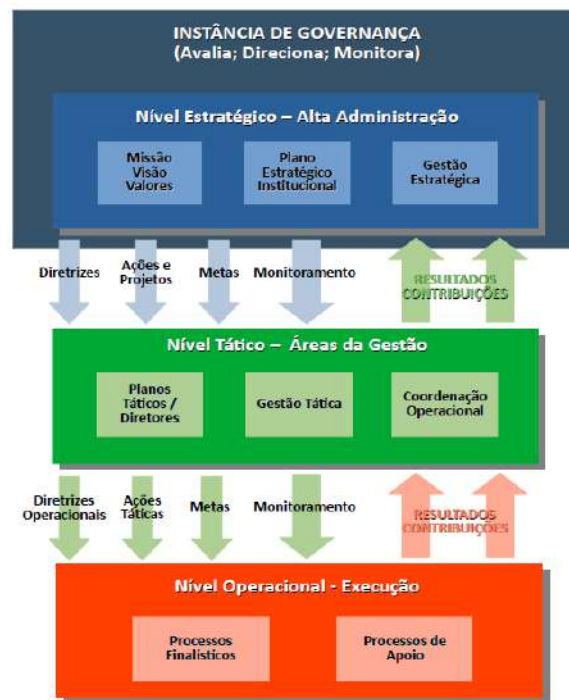 INSTÂNCIA DE GOVERNANÇA
(Avalia; Direciona; Monitora)
Nível Estratégico – Alta Administração
Missão
Visão
Valores
Plano
Estratégico
Institucional
Gestão
Estratégica
Diretrizes
Ações e
Projetos
Metas
Monitoramento
RESULTADOS
CONTRIBUIÇÕES
Nível Tático – Áreas da Gestão
Planos
Táticos /
Diretores
Gestão Tática
Coordenação
Operacional
Diretrizes
Operacionais
Ações
Táticas
Metas
Monitoramento
RESULTADOS
CONTRIBUIÇÕES
Nível Operacional - Execução
Processos
Finalísticos
Processos de
Apoio